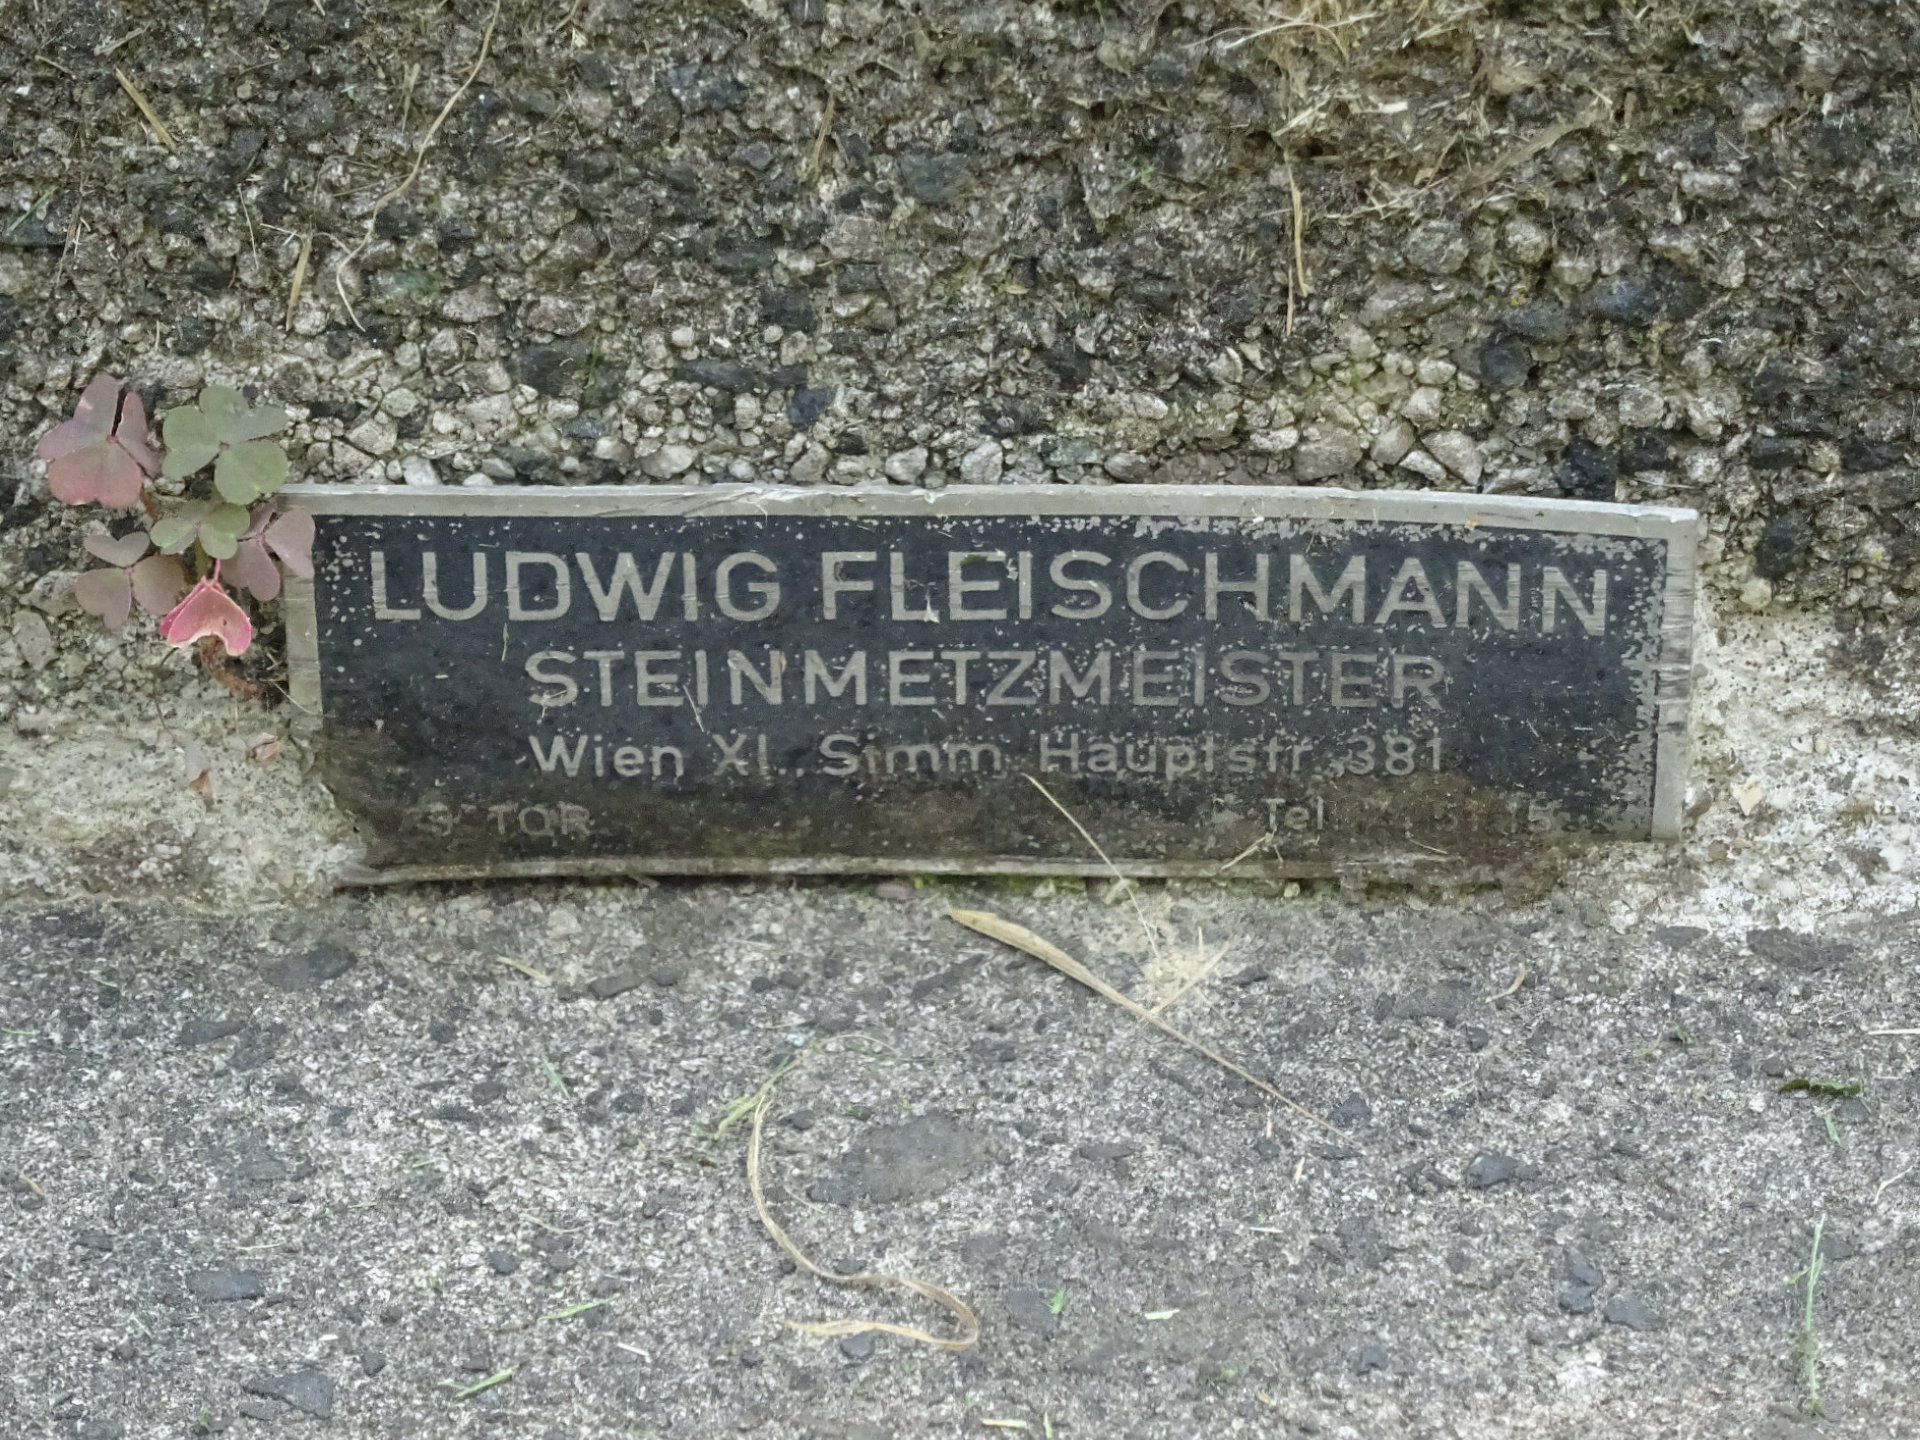 LUDWIG FLEISCHMANN
STEINMETZMEISTER
Wien XI., Simm. Hauptstr. 381
TOR Tel